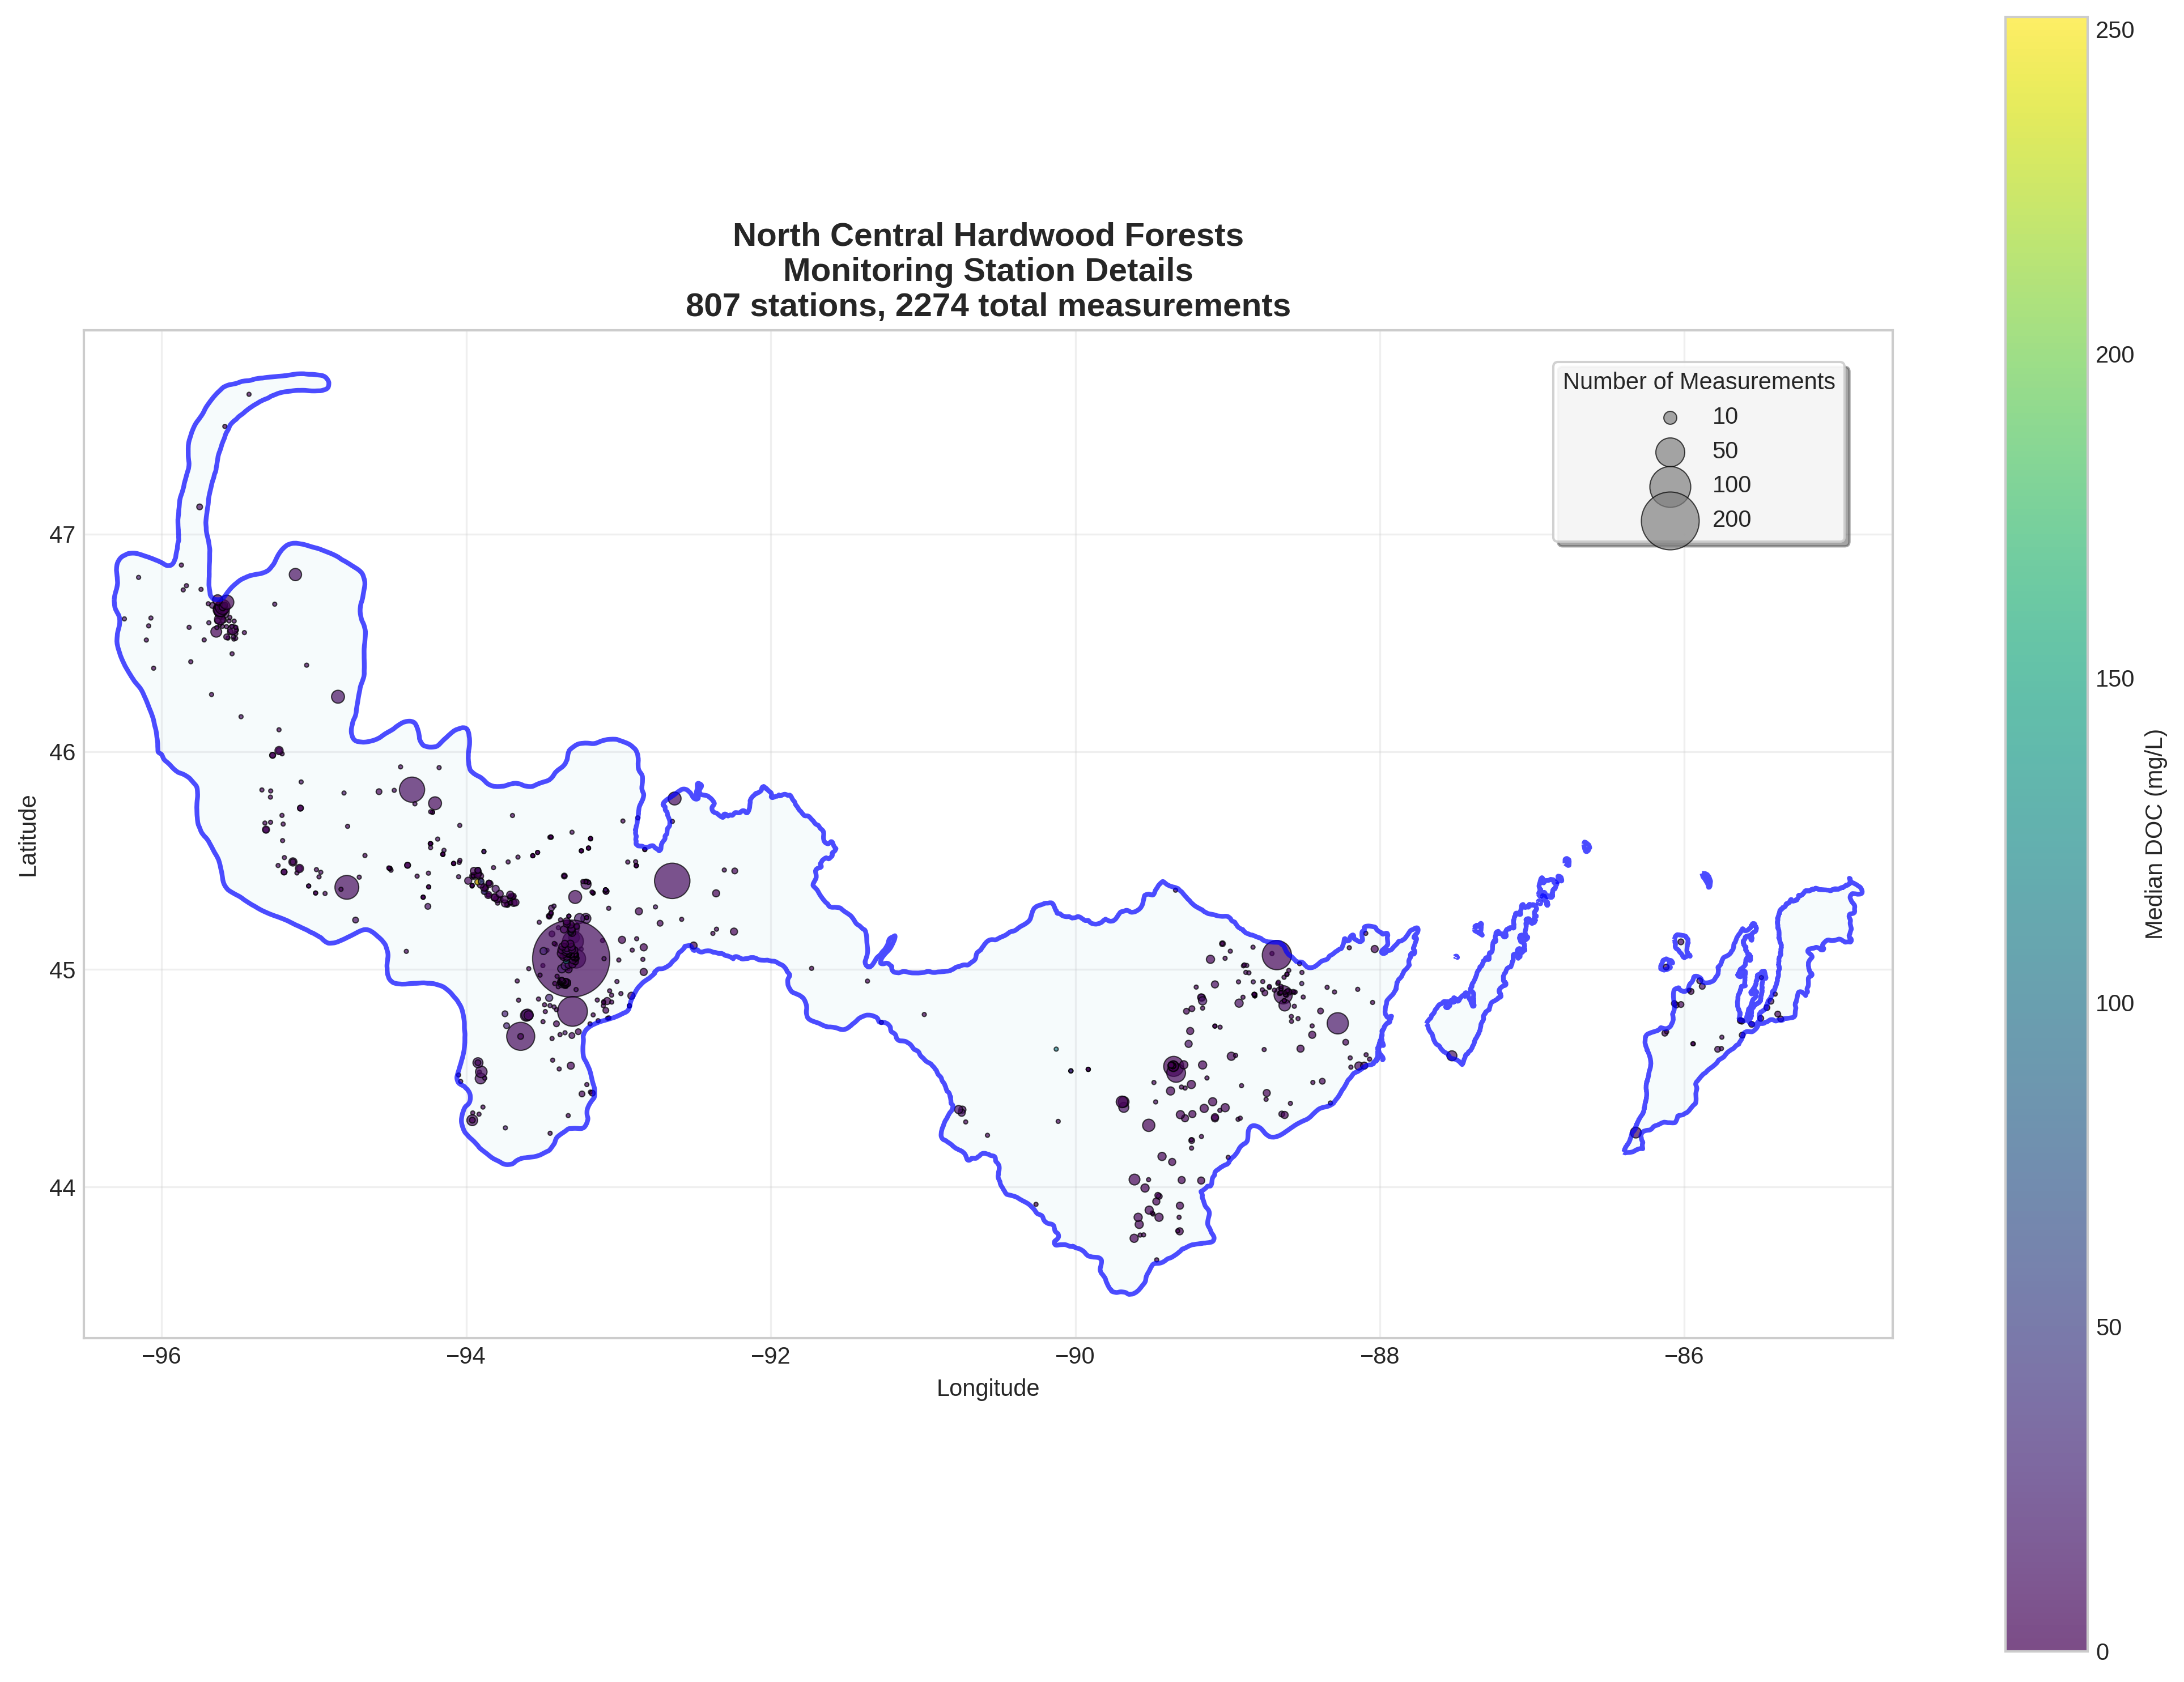 North Central Hardwood Forests
Monitoring Station Details
807 stations, 2274 total measurements
Number of Measurements
10
50
100
200
47
46
45
44
Latitude
−96
−94
−92
−90
−88
−86
Longitude
250
200
150
100
50
0
Median DOC (mg/L)